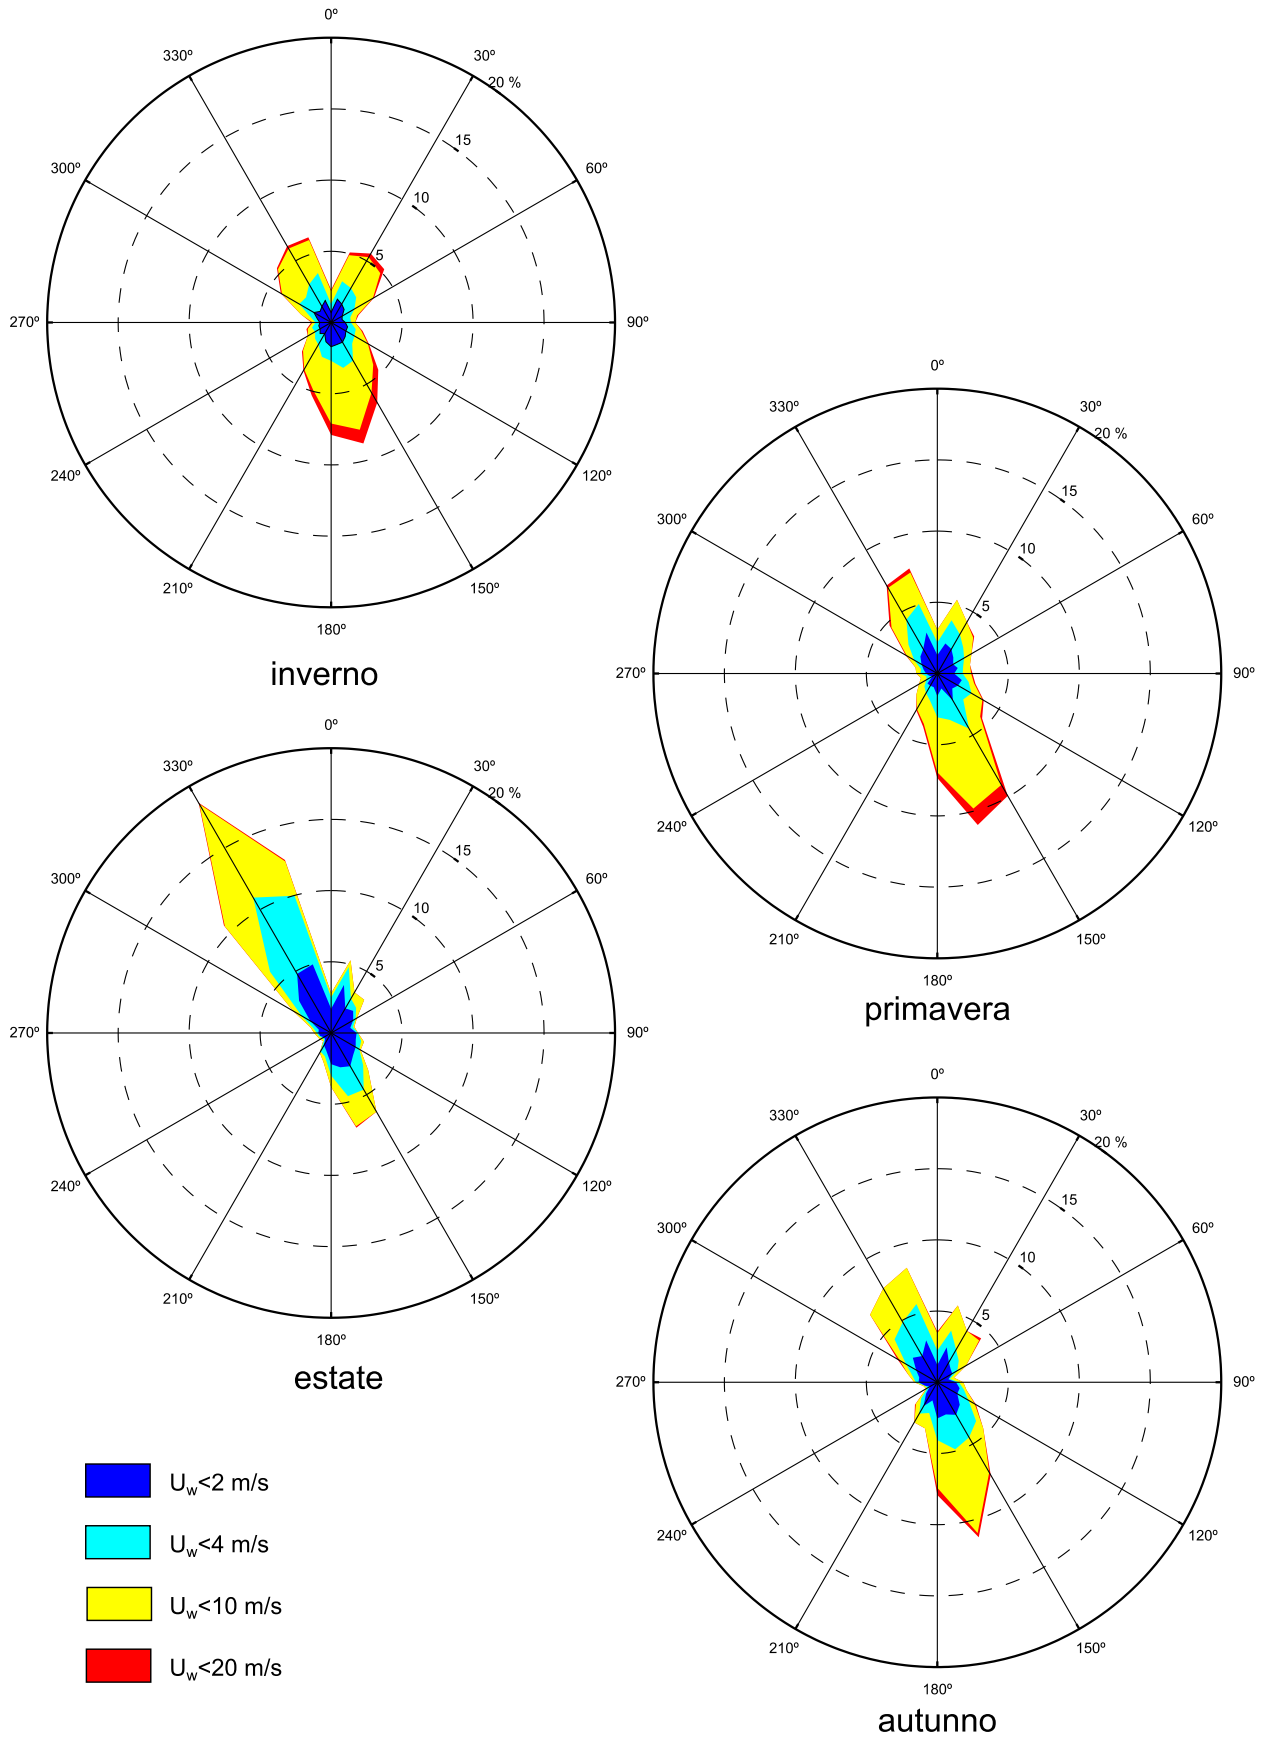 0º
330º
30º
20 %
15
300º
60º
10
5
270º
90º
240º
120º
210º
150º
180º
inverno
0º
330º
30º
20 %
15
300º
60º
10
5
270º
90º
240º
120º
210º
150º
180º
primavera
0º
330º
30º
20 %
15
300º
60º
10
5
270º
90º
240º
120º
210º
150º
180º
estate
0º
330º
30º
20 %
15
300º
60º
10
5
270º
90º
240º
120º
210º
150º
180º
autunno
Uw<2 m/s
Uw<4 m/s
Uw<10 m/s
Uw<20 m/s